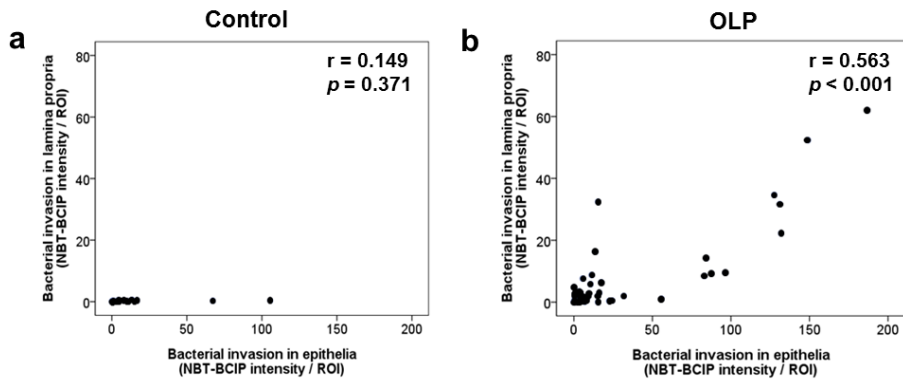 a
Control
r = 0.149
p = 0.371
Bacterial invasion in lamina propria
(NBT-BCIP intensity / ROI)
80
60
40
20
0
0 50 100 150 200
Bacterial invasion in epithelia
(NBT-BCIP intensity / ROI)
b
OLP
r = 0.563
p < 0.001
Bacterial invasion in lamina propria
(NBT-BCIP intensity / ROI)
80
60
40
20
0
0 50 100 150 200
Bacterial invasion in epithelia
(NBT-BCIP intensity / ROI)